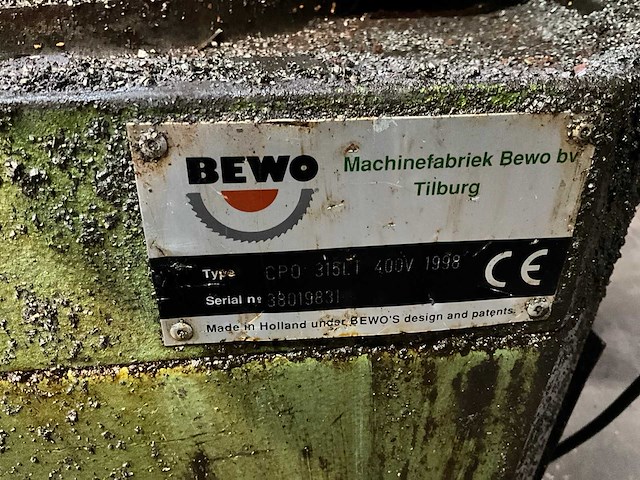 BEWO
Machinefabriek Bewo bv
Tilburg
Type CPO 315LT 400V 1998 CE
Serial nº 38019831
Made in Holland under BEWO'S design and patents.